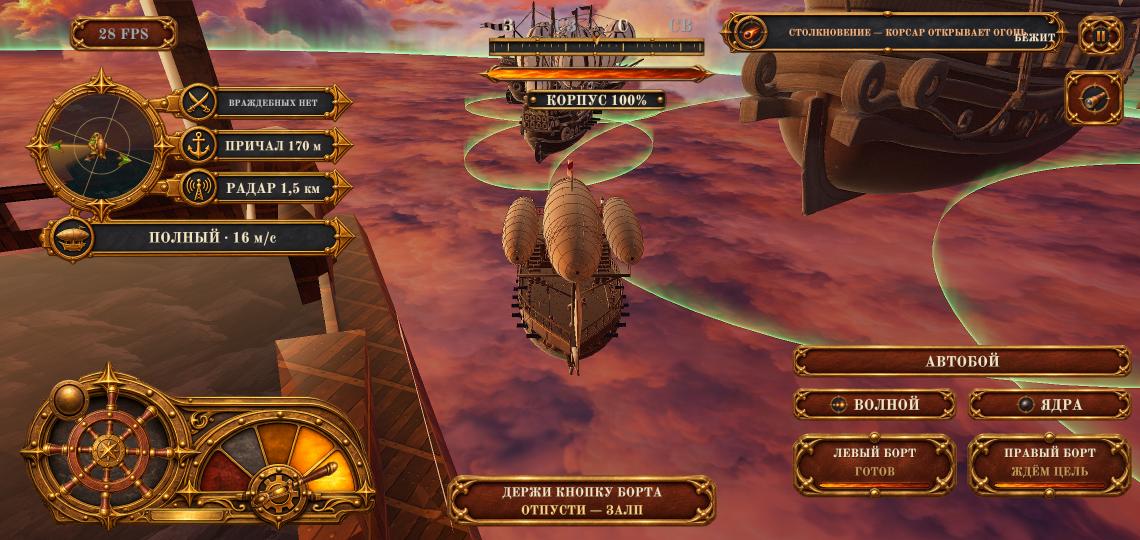 28 FPS
З
С
СВ
СТОЛКНОВЕНИЕ — КОРСАР ОТКРЫВАЕТ ОГОНЬ
БЕЖИТ
ВРАЖДЕБНЫХ НЕТ
КОРПУС 100%
ПРИЧАЛ 170 м
РАДАР 1,5 км
ПОЛНЫЙ · 16 м/с
АВТОБОЙ
ВОЛНОЙ
ЯДРА
ЛЕВЫЙ БОРТ
ГОТОВ
ПРАВЫЙ БОРТ
ЖДЁМ ЦЕЛЬ
ДЕРЖИ КНОПКУ БОРТА
ОТПУСТИ — ЗАЛП